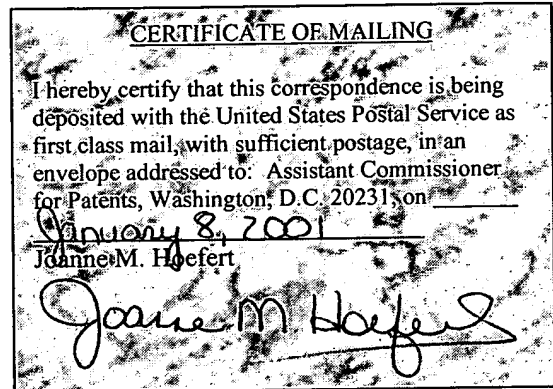 CERTIFICATE OF MAILING
I hereby certify that this correspondence is being
deposited with the United States Postal Service as
first class mail, with sufficient postage, in an
envelope addressed to: Assistant Commissioner
for Patents, Washington, D.C. 20231, on
January 8, 2001
Joanne M. Hoefert
Joanne M Hoefert